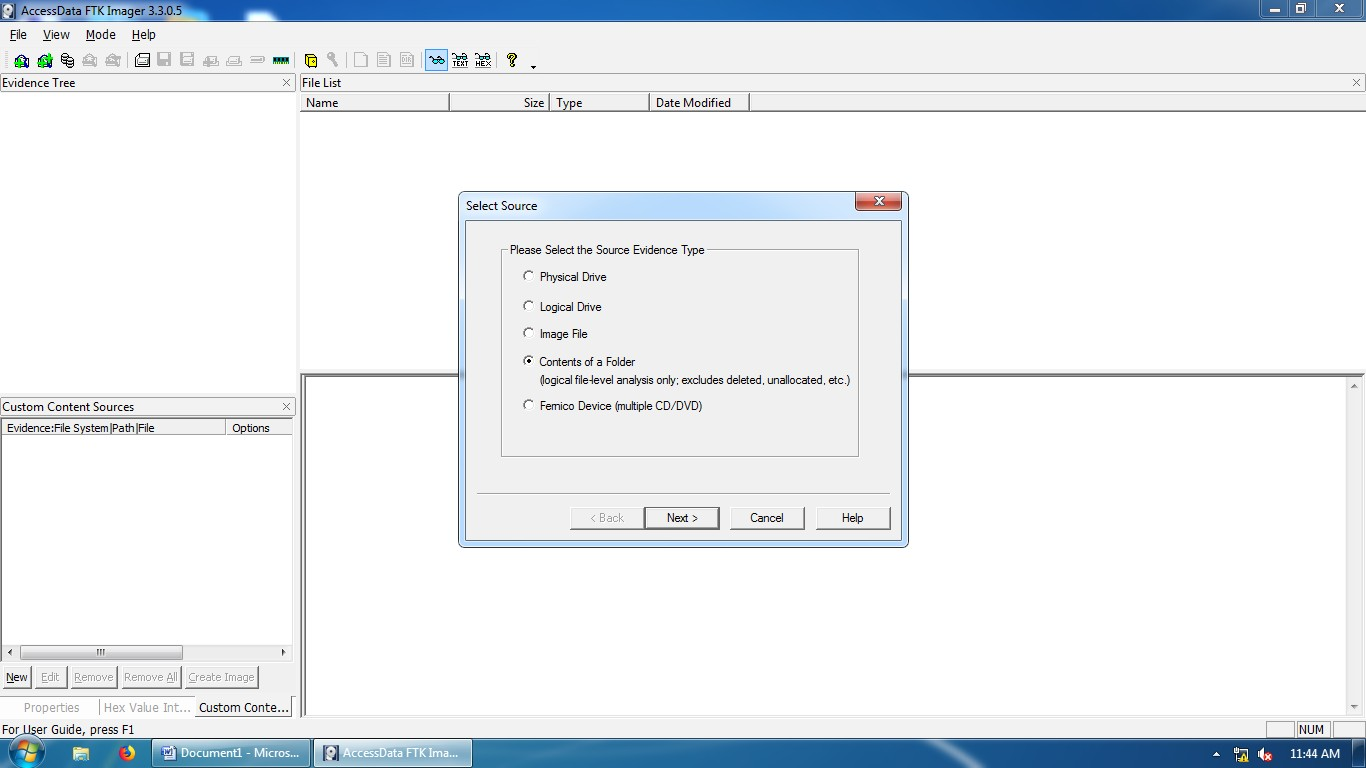 AccessData FTK Imager 3.3.0.5
File View Mode Help
TEXT HEX ?
Evidence Tree
File List
Name Size Type Date Modified
Select Source
Please Select the Source Evidence Type
Physical Drive
Logical Drive
Image File
Contents of a Folder
(logical file-level analysis only; excludes deleted, unallocated, etc.)
Fernico Device (multiple CD/DVD)
< Back Next > Cancel Help
Custom Content Sources
Evidence:File System|Path|File Options
New Edit Remove Remove All Create Image
Properties Hex Value Int... Custom Conte...
For User Guide, press F1
NUM
Document1 - Micros... AccessData FTK Ima... 11:44 AM